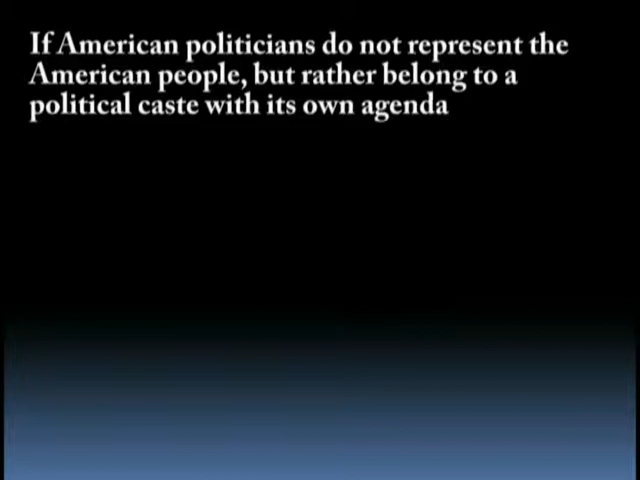 If American politicians do not represent the
American people, but rather belong to a
political caste with its own agenda